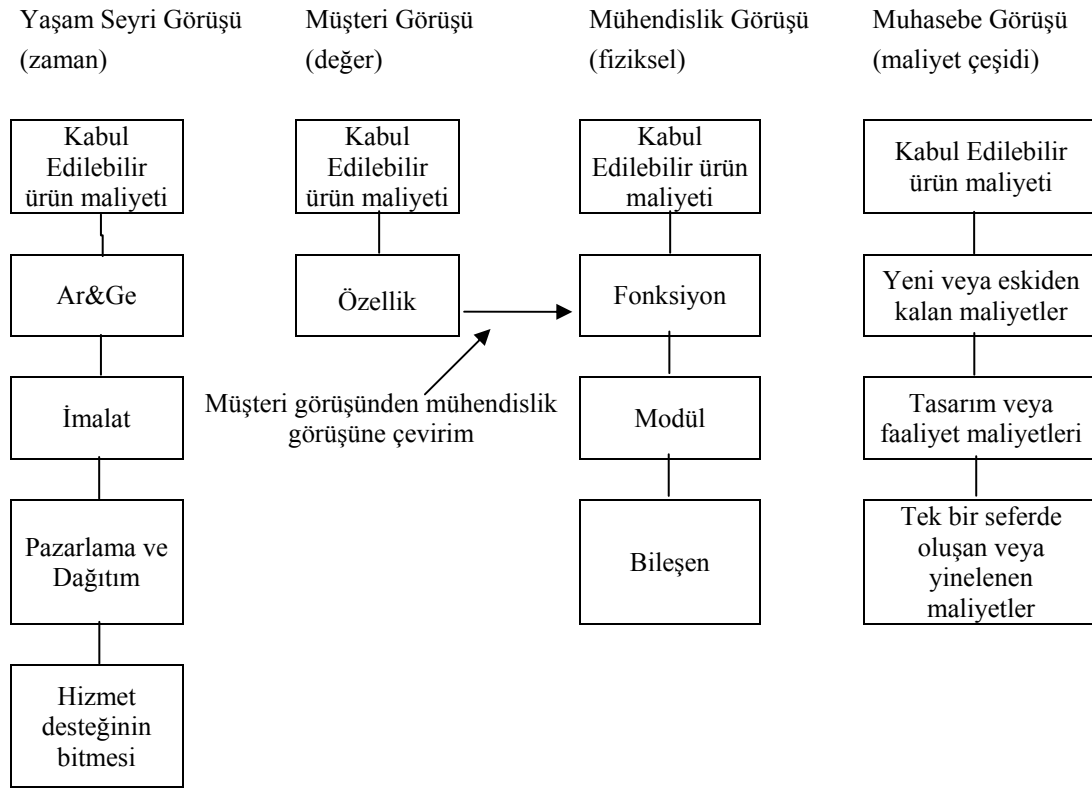 Yaşam Seyri Görüşü
(zaman)
Kabul
Edilebilir
ürün maliyeti
Ar&Ge
İmalat
Pazarlama ve
Dağıtım
Hizmet
desteğinin
bitmesi
Müşteri Görüşü
(değer)
Kabul
Edilebilir
ürün maliyeti
Özellik
Müşteri görüşünden mühendislik
görüşüne çevirim
Mühendislik Görüşü
(fiziksel)
Kabul
Edilebilir ürün
maliyeti
Fonksiyon
Modül
Bileşen
Muhasebe Görüşü
(maliyet çeşidi)
Kabul Edilebilir
ürün maliyeti
Yeni veya eskiden
kalan maliyetler
Tasarım veya
faaliyet maliyetleri
Tek bir seferde
oluşan veya
yinelenen
maliyetler